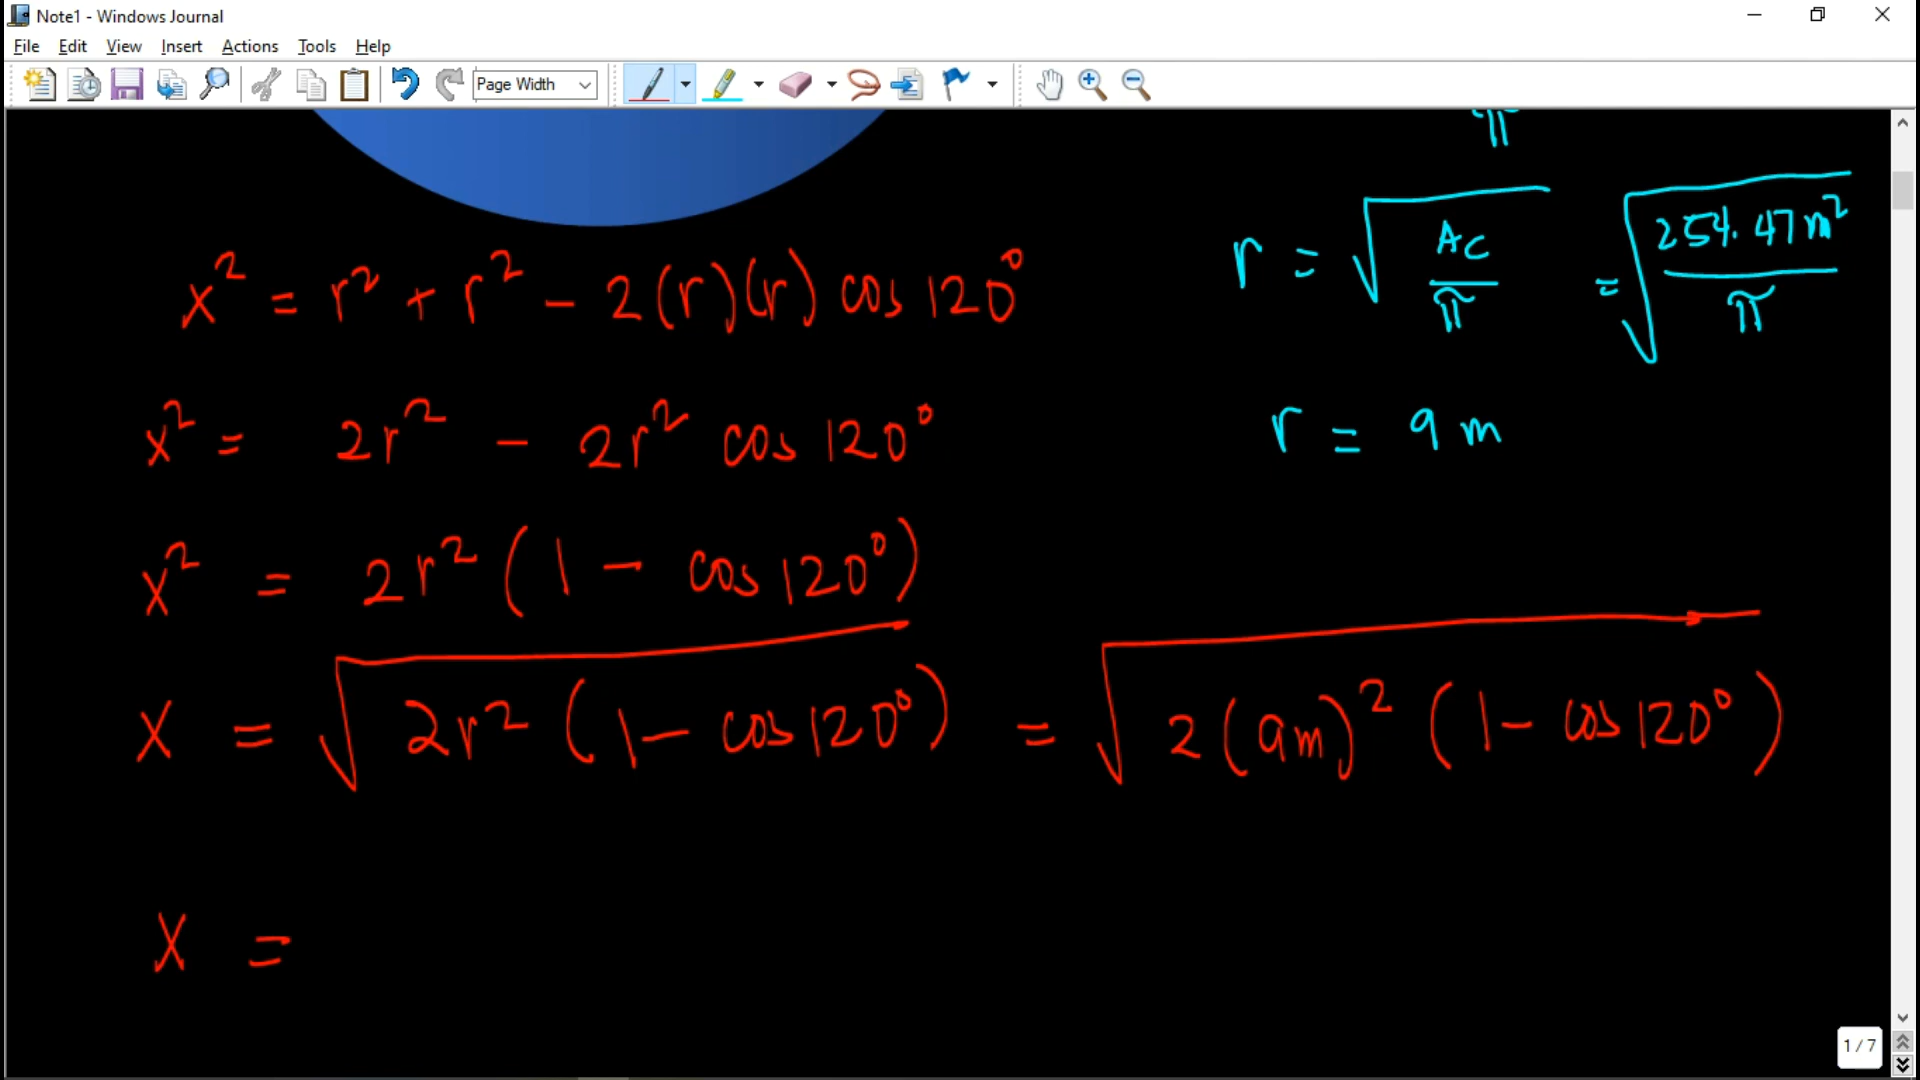 Note1 - Windows Journal
File Edit View Insert Actions Tools Help
Page Width
π
x² = r² + r² - 2(r)(r) cos 120°
r = √(Ac/π) = √(254.47 m²/π)
x² = 2r² - 2r² cos 120°
r = 9 m
x² = 2r² (1 - cos 120°)
x = √(2r² (1 - cos 120°)) = √(2(9m)² (1 - cos 120°))
x =
1 / 7